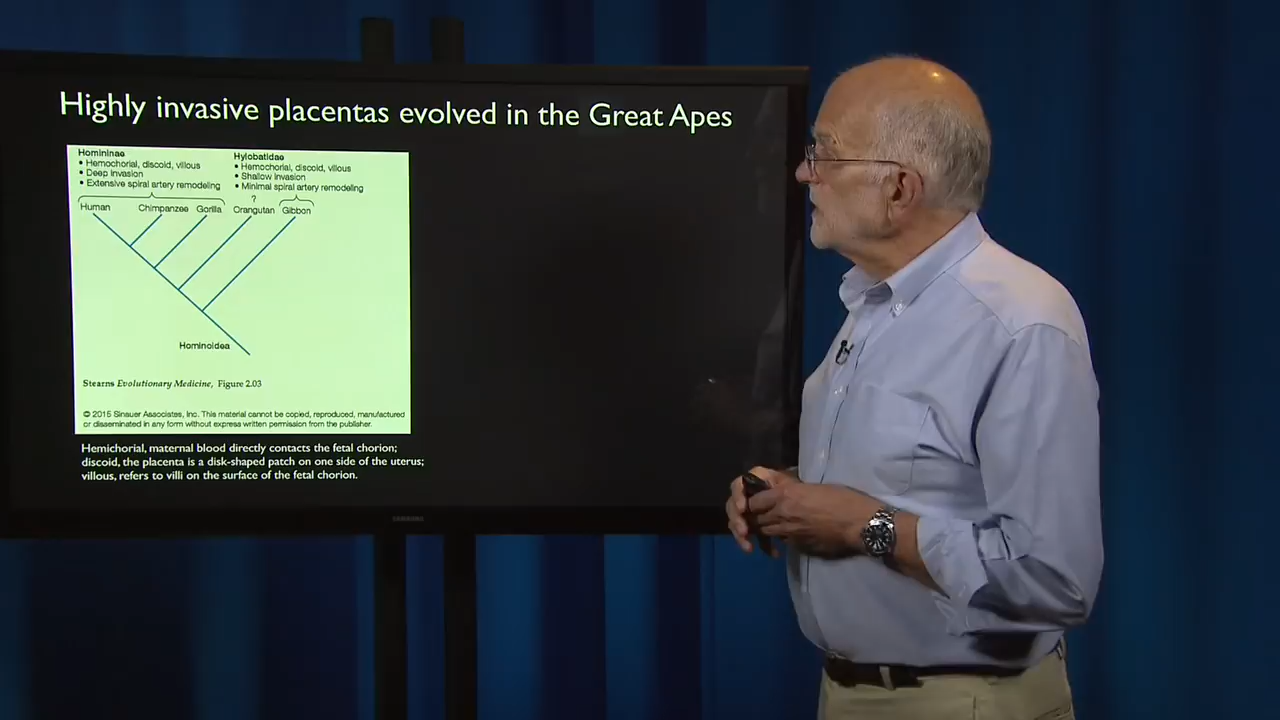 Highly invasive placentas evolved in the Great Apes
Homininae
• Hemochorial, discoid, villous
• Deep invasion
• Extensive spiral artery remodeling
Hylobatidae
• Hemochorial, discoid, villous
• Shallow invasion
• Minimal spiral artery remodeling
?
Human Chimpanzee Gorilla Orangutan Gibbon
Hominoidea
Stearns Evolutionary Medicine, Figure 2.03
© 2015 Sinauer Associates, Inc. This material cannot be copied, reproduced, manufactured
or disseminated in any form without express written permission from the publisher.
Hemichorial, maternal blood directly contacts the fetal chorion;
discoid, the placenta is a disk-shaped patch on one side of the uterus;
villous, refers to villi on the surface of the fetal chorion.
SAMSUNG